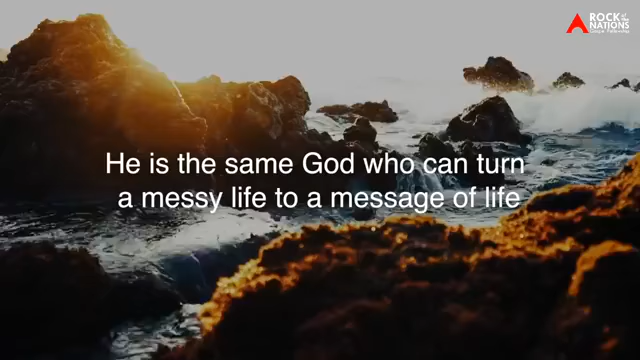 ROCK of the
NATIONS
He is the same God who can turn
a messy life to a message of life